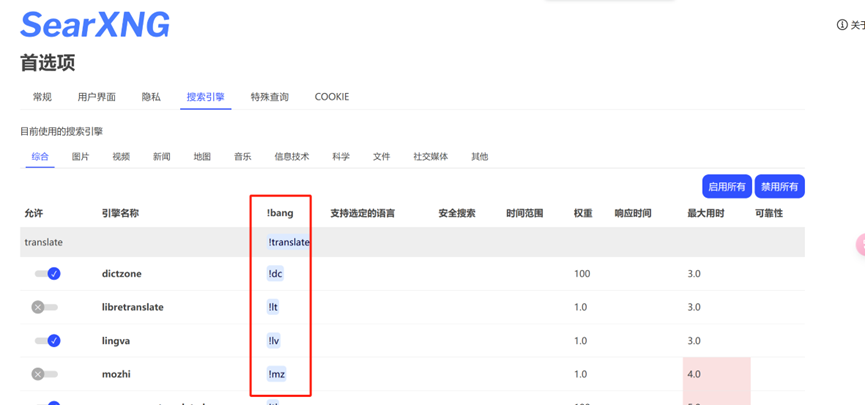 SearXNG
关于
首选项
常规 用户界面 隐私 搜索引擎 特殊查询 COOKIE
目前使用的搜索引擎
综合 图片 视频 新闻 地图 音乐 信息技术 科学 文件 社交媒体 其他
启用所有 禁用所有
允许 引擎名称 !bang 支持选定的语言 安全搜索 时间范围 权重 响应时间 最大用时 可靠性
translate !translate
dictzone !dc 100 3.0
libretranslate !lt 1.0 3.0
lingva !lv 1.0 3.0
mozhi !mz 1.0 4.0